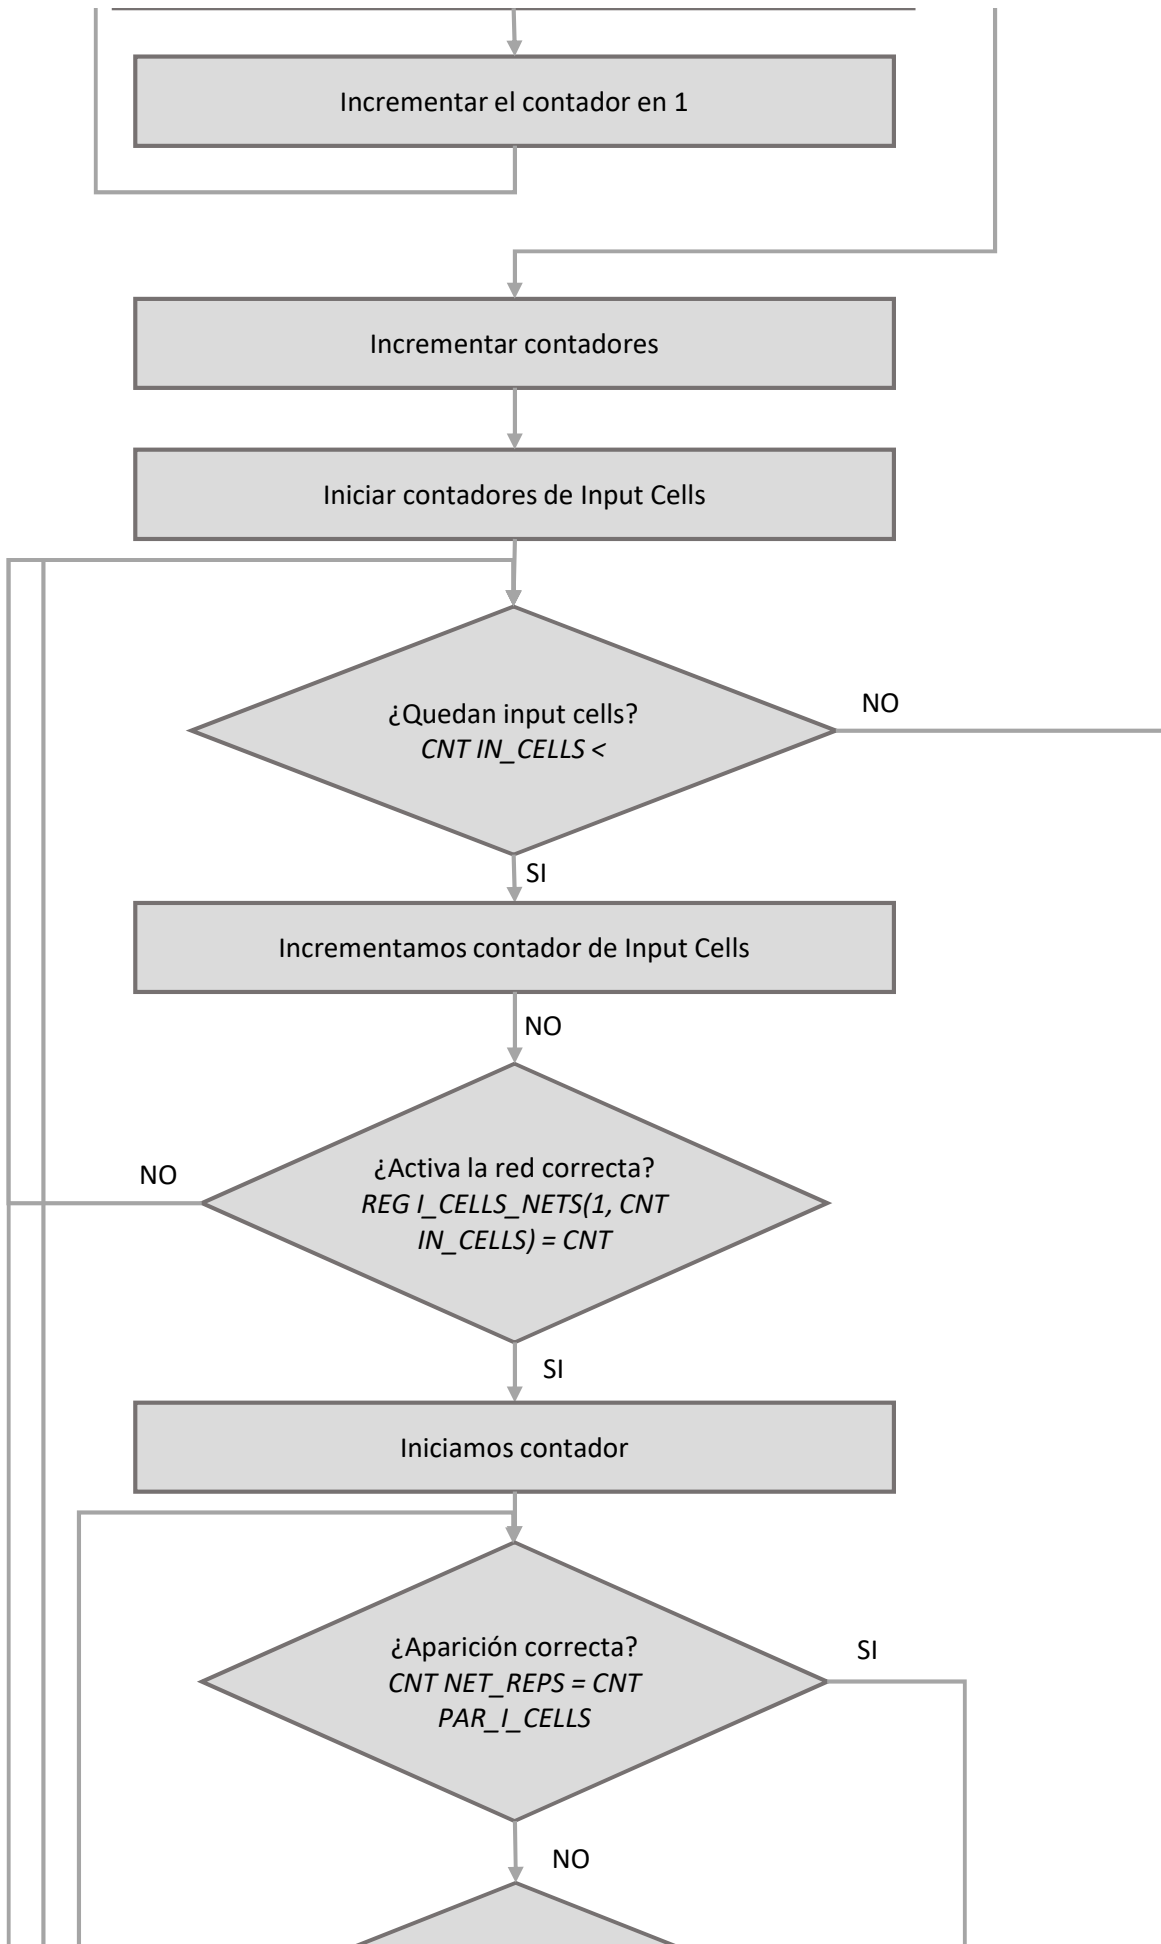 Incrementar el contador en 1
Incrementar contadores
Iniciar contadores de Input Cells
¿Quedan input cells?
CNT IN_CELLS <
NO
SI
Incrementamos contador de Input Cells
NO
¿Activa la red correcta?
REG I_CELLS_NETS(1, CNT
IN_CELLS) = CNT
NO
SI
Iniciamos contador
¿Aparición correcta?
CNT NET_REPS = CNT
PAR_I_CELLS
SI
NO